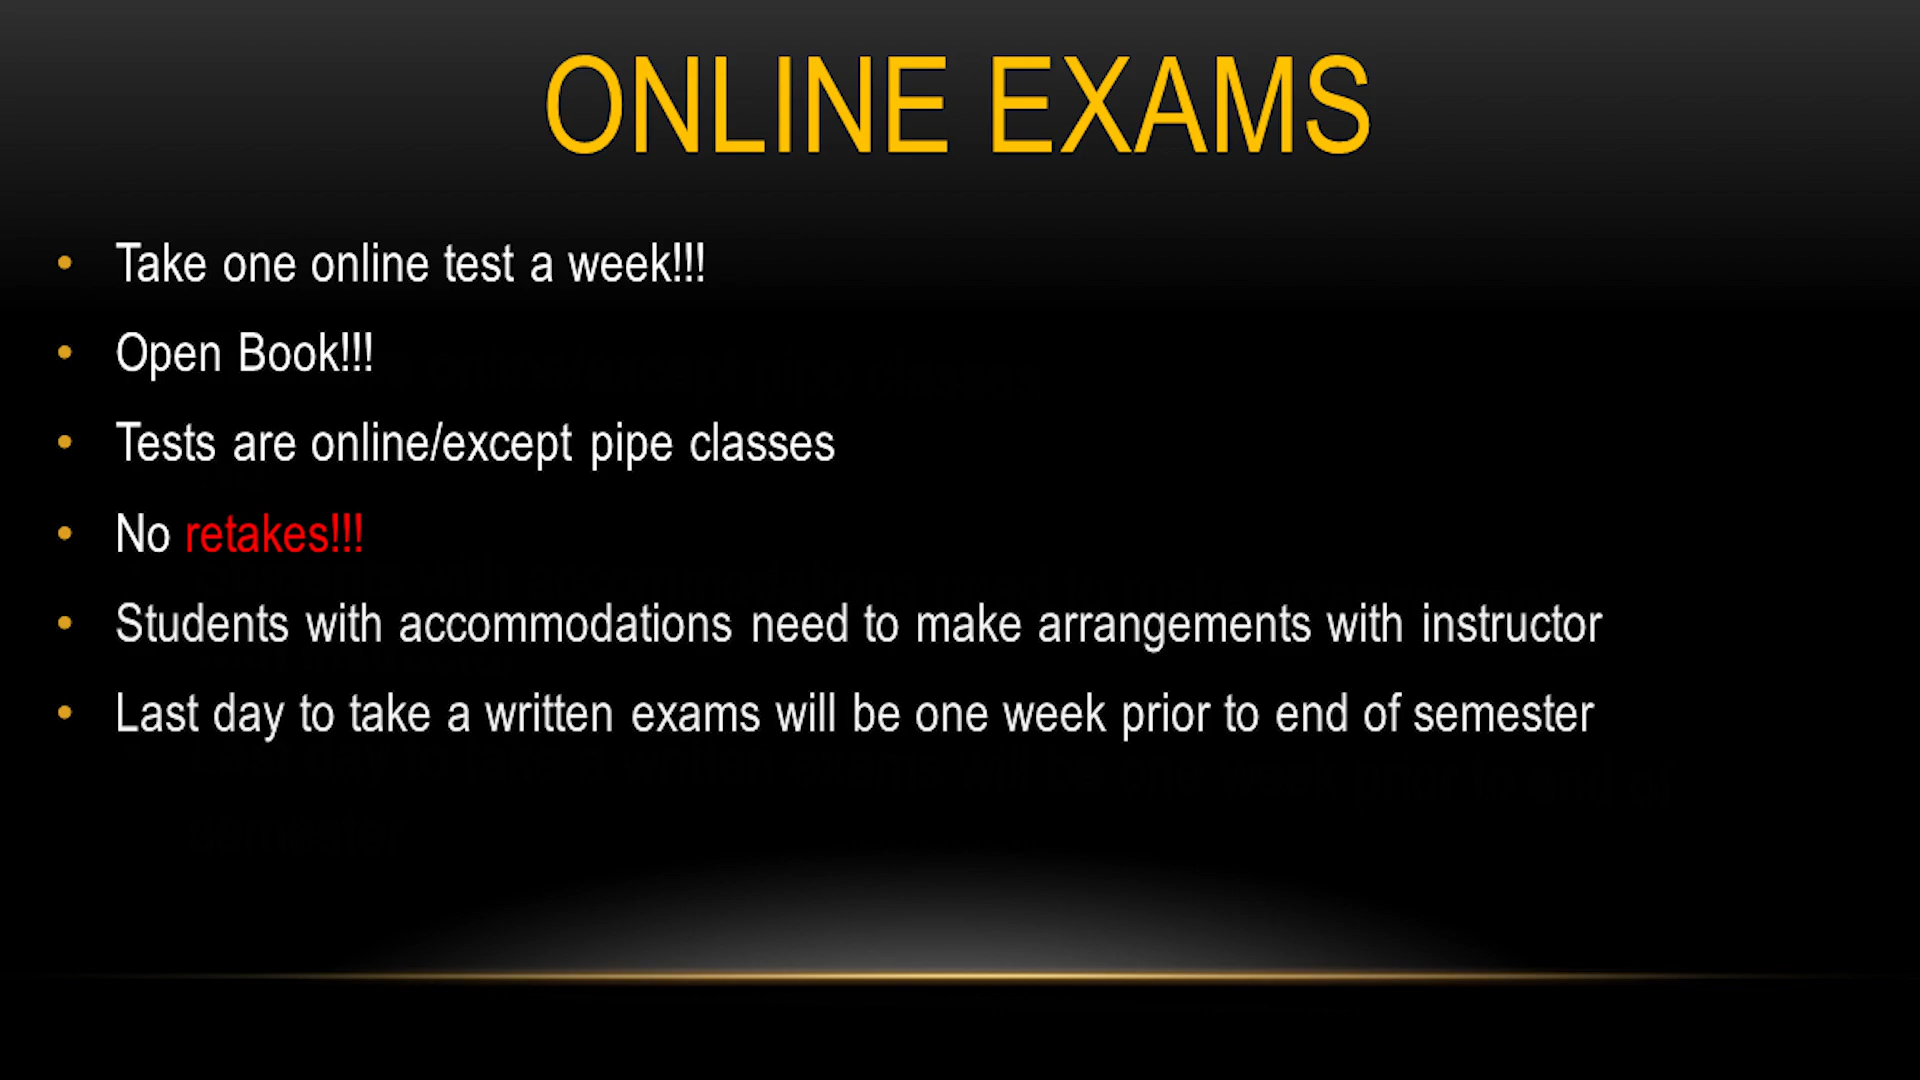 ONLINE EXAMS
• Take one online test a week!!!
• Open Book!!!
• Tests are online/except pipe classes
• No retakes!!!
• Students with accommodations need to make arrangements with instructor
• Last day to take a written exams will be one week prior to end of semester